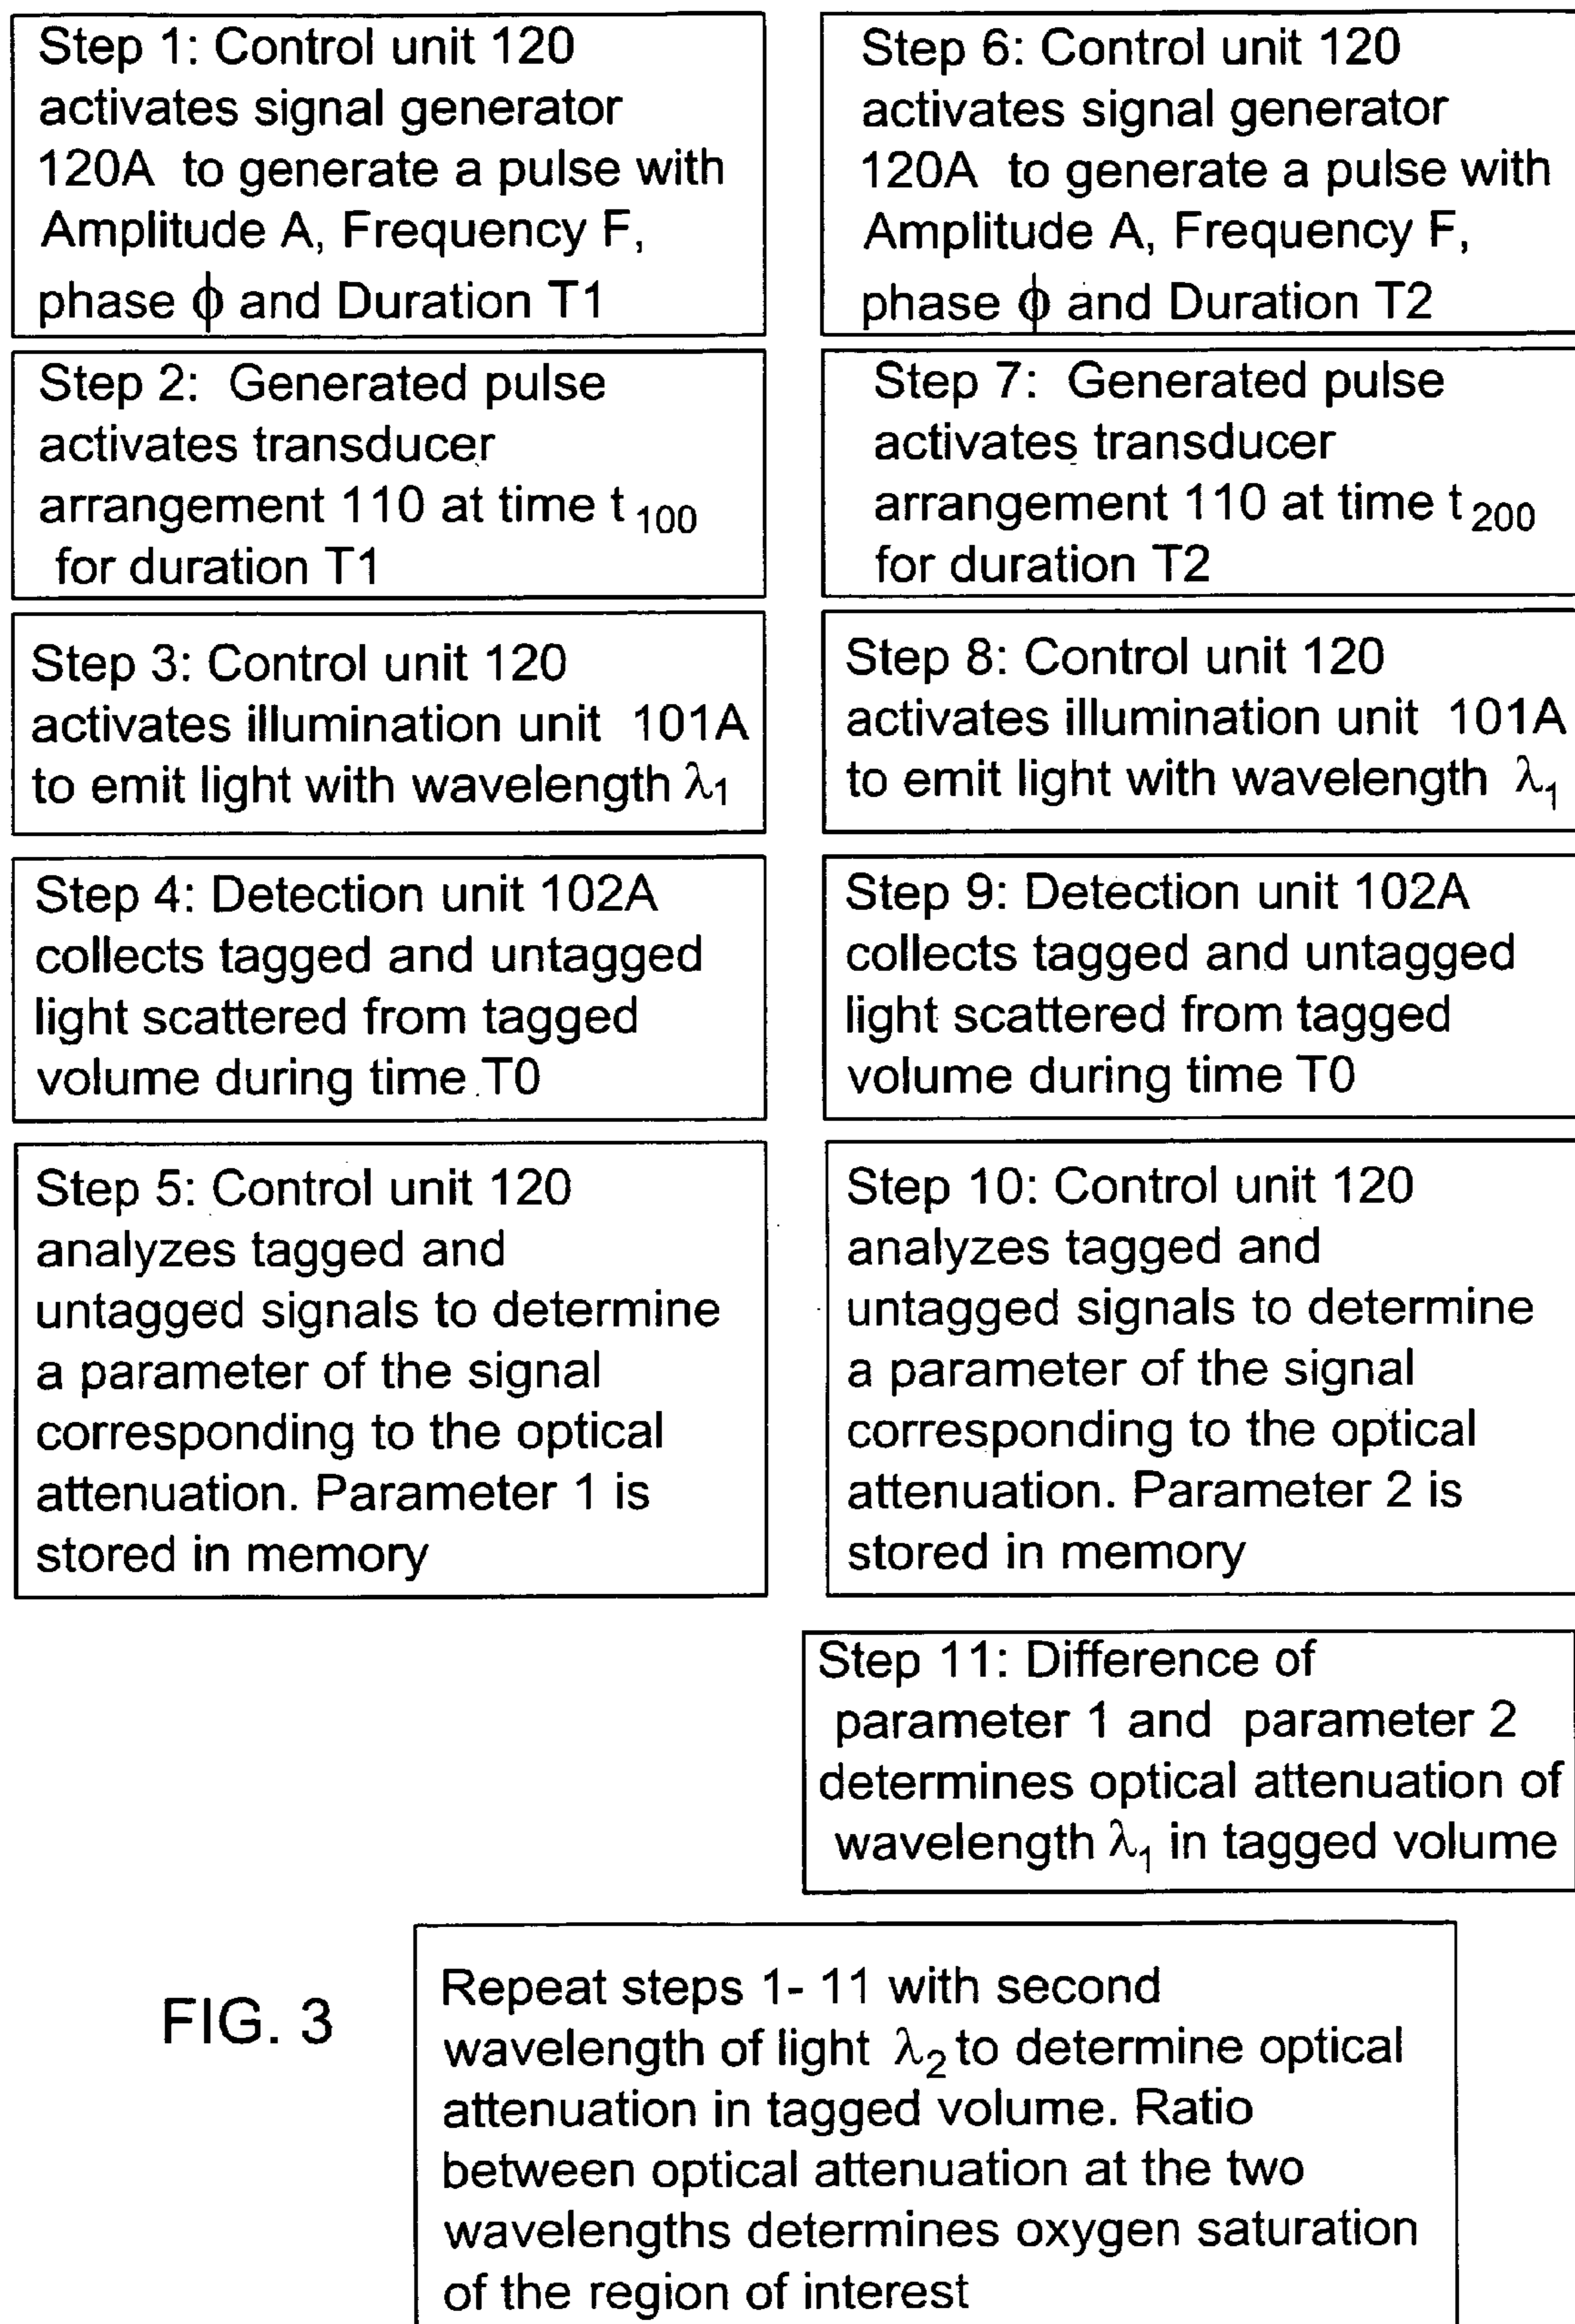 Step 1: Control unit 120
activates signal generator
120A to generate a pulse with
Amplitude A, Frequency F,
phase ϕ and Duration T1
Step 2: Generated pulse
activates transducer
arrangement 110 at time t100
for duration T1
Step 3: Control unit 120
activates illumination unit 101A
to emit light with wavelength λ1
Step 4: Detection unit 102A
collects tagged and untagged
light scattered from tagged
volume during time T0
Step 5: Control unit 120
analyzes tagged and
untagged signals to determine
a parameter of the signal
corresponding to the optical
attenuation. Parameter 1 is
stored in memory
Step 6: Control unit 120
activates signal generator
120A to generate a pulse with
Amplitude A, Frequency F,
phase ϕ and Duration T2
Step 7: Generated pulse
activates transducer
arrangement 110 at time t200
for duration T2
Step 8: Control unit 120
activates illumination unit 101A
to emit light with wavelength λ1
Step 9: Detection unit 102A
collects tagged and untagged
light scattered from tagged
volume during time T0
Step 10: Control unit 120
analyzes tagged and
untagged signals to determine
a parameter of the signal
corresponding to the optical
attenuation. Parameter 2 is
stored in memory
Step 11: Difference of
parameter 1 and parameter 2
determines optical attenuation of
wavelength λ1 in tagged volume
FIG. 3
Repeat steps 1- 11 with second
wavelength of light λ2 to determine optical
attenuation in tagged volume. Ratio
between optical attenuation at the two
wavelengths determines oxygen saturation
of the region of interest